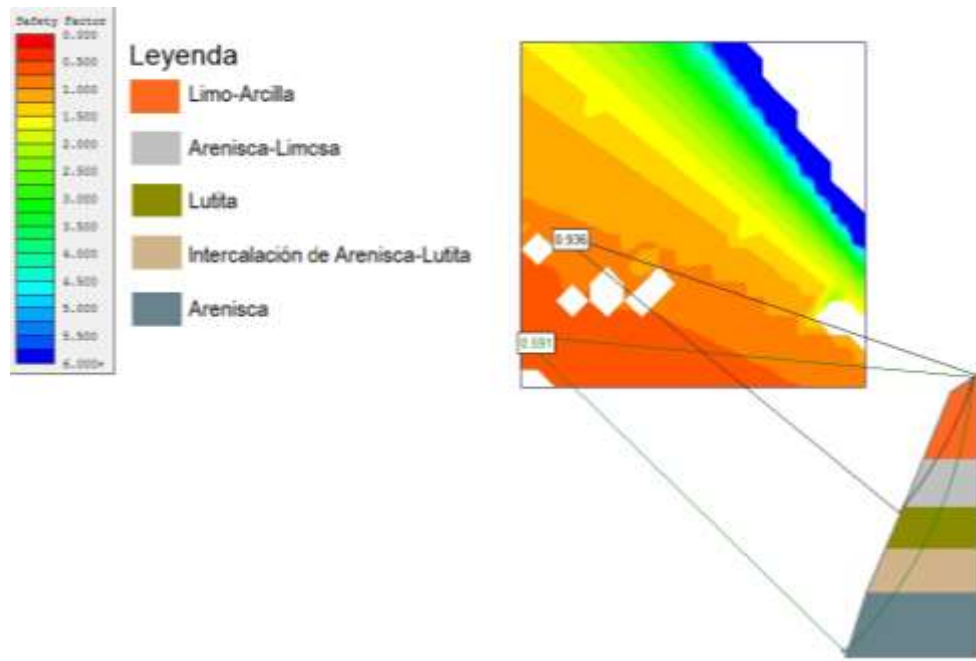 Safety Factor
0.000
0.500
1.000
1.500
2.000
2.500
3.000
3.500
4.000
4.500
5.000
5.500
6.000+
Leyenda
Limo-Arcilla
Arenisca-Limosa
Lutita
Intercalación de Arenisca-Lutita
Arenisca
0.936
0.591